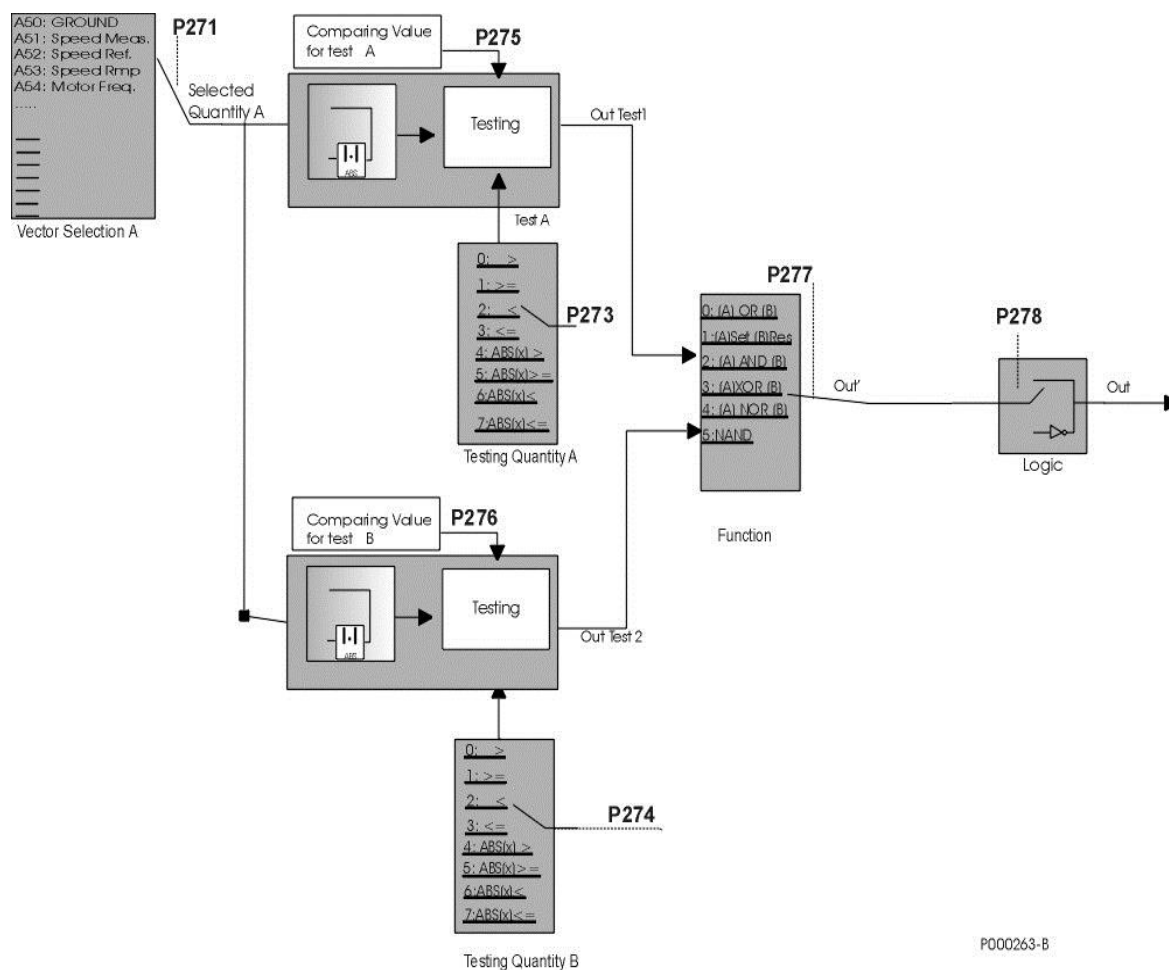 A50: GROUND
A51: Speed Meas.
A52: Speed Ref.
A53: Speed Rmp
A54: Motor Freq.
.....
Vector Selection A
P271
Selected
Quantity A
Comparing Value
for test A
P275
Testing
|·|
ABS
Out Test1
Test A
0: >
1: >=
2: <
3: <=
4: ABS(x) >
5: ABS(x)>=
6:ABS(x)<
7:ABS(x)<=
P273
Testing Quantity A
Comparing Value
for test B
P276
Testing
|·|
ABS
Out Test 2
0: >
1: >=
2: <
3: <=
4: ABS(x) >
5: ABS(x)>=
6:ABS(x)<
7:ABS(x)<=
P274
Testing Quantity B
0: (A) OR (B)
1:(A)Set (B)Res
2: (A) AND (B)
3: (A)XOR (B)
4: (A) NOR (B)
5:NAND
Function
P277
Out'
P278
Logic
Out
P000263-B